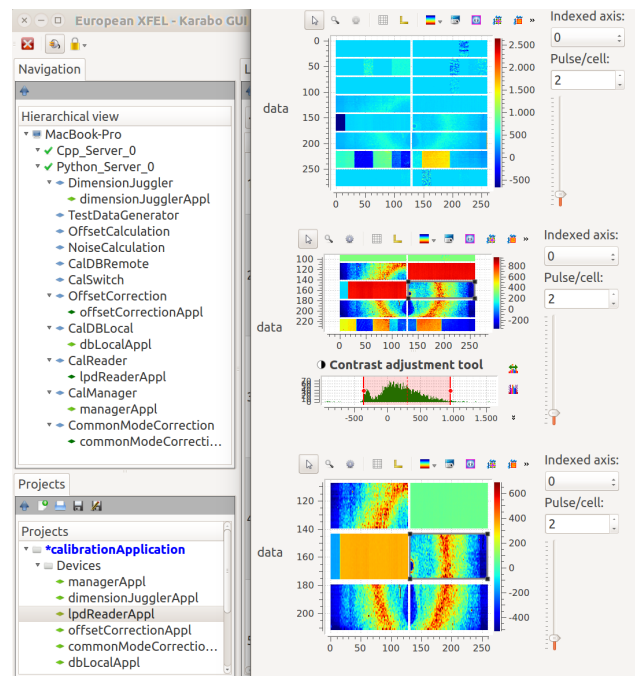 European XFEL - Karabo GUI
Navigation
Hierarchical view
MacBook-Pro
Cpp_Server_0
Python_Server_0
DimensionJuggler
dimensionJugglerAppl
TestDataGenerator
OffsetCalculation
NoiseCalculation
CalDBRemote
CalSwitch
OffsetCorrection
offsetCorrectionAppl
CalDBLocal
dbLocalAppl
CalReader
lpdReaderAppl
CalManager
managerAppl
CommonModeCorrection
commonModeCorrecti...
Projects
Projects
*calibrationApplication
Devices
managerAppl
dimensionJugglerAppl
lpdReaderAppl
offsetCorrectionAppl
commonModeCorrectio...
dbLocalAppl
»
Indexed axis:
0
Pulse/cell:
2
data
0
50
100
150
200
250
0 50 100 150 200 250
2.500
2.000
1.500
1.000
500
0
-500
»
Indexed axis:
0
Pulse/cell:
2
data
100
120
140
160
180
200
220
0 50 100 150 200 250
800
600
400
200
0
-200
Contrast adjustment tool
-500 0 500 1.000 1.500
»
Indexed axis:
0
Pulse/cell:
2
data
120
140
160
180
200
0 50 100 150 200 250
600
400
200
0
-200
-400